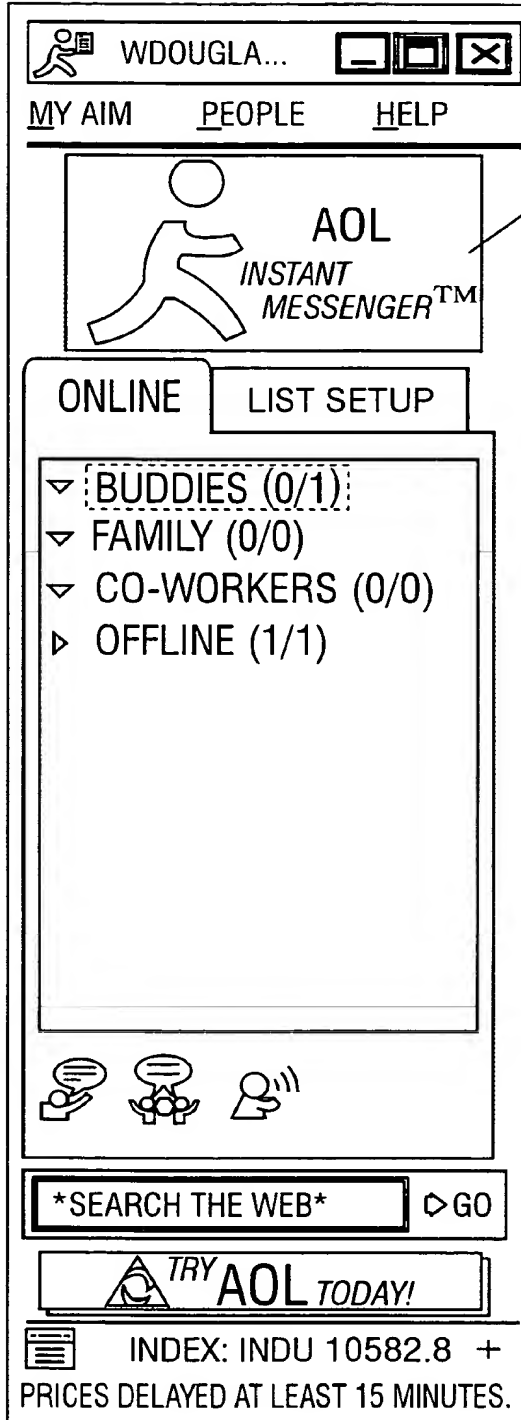 WDOUGLA...
MY AIM PEOPLE HELP
AOL
INSTANT
MESSENGER™
ONLINE LIST SETUP
BUDDIES (0/1)
FAMILY (0/0)
CO-WORKERS (0/0)
OFFLINE (1/1)
*SEARCH THE WEB* GO
TRY AOL TODAY!
INDEX: INDU 10582.8 +
PRICES DELAYED AT LEAST 15 MINUTES.